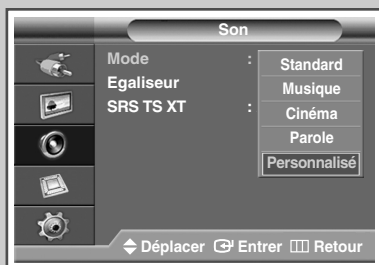 Son
Mode :
Egaliseur
SRS TS XT :
Standard
Musique
Cinéma
Parole
Personnalisé
Déplacer Entrer Retour